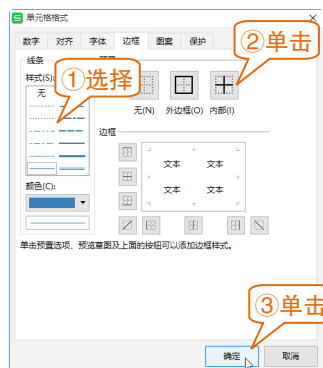 单元格格式
数字 对齐 字体 边框 图案 保护
②单击
线条
样式(S):
①选择
无
无(N) 外边框(O) 内部(I)
边框
文本 文本
文本 文本
颜色(C):
单击预置选项、预览草图及上面的按钮可以添加边框样式。
③单击
确定 取消